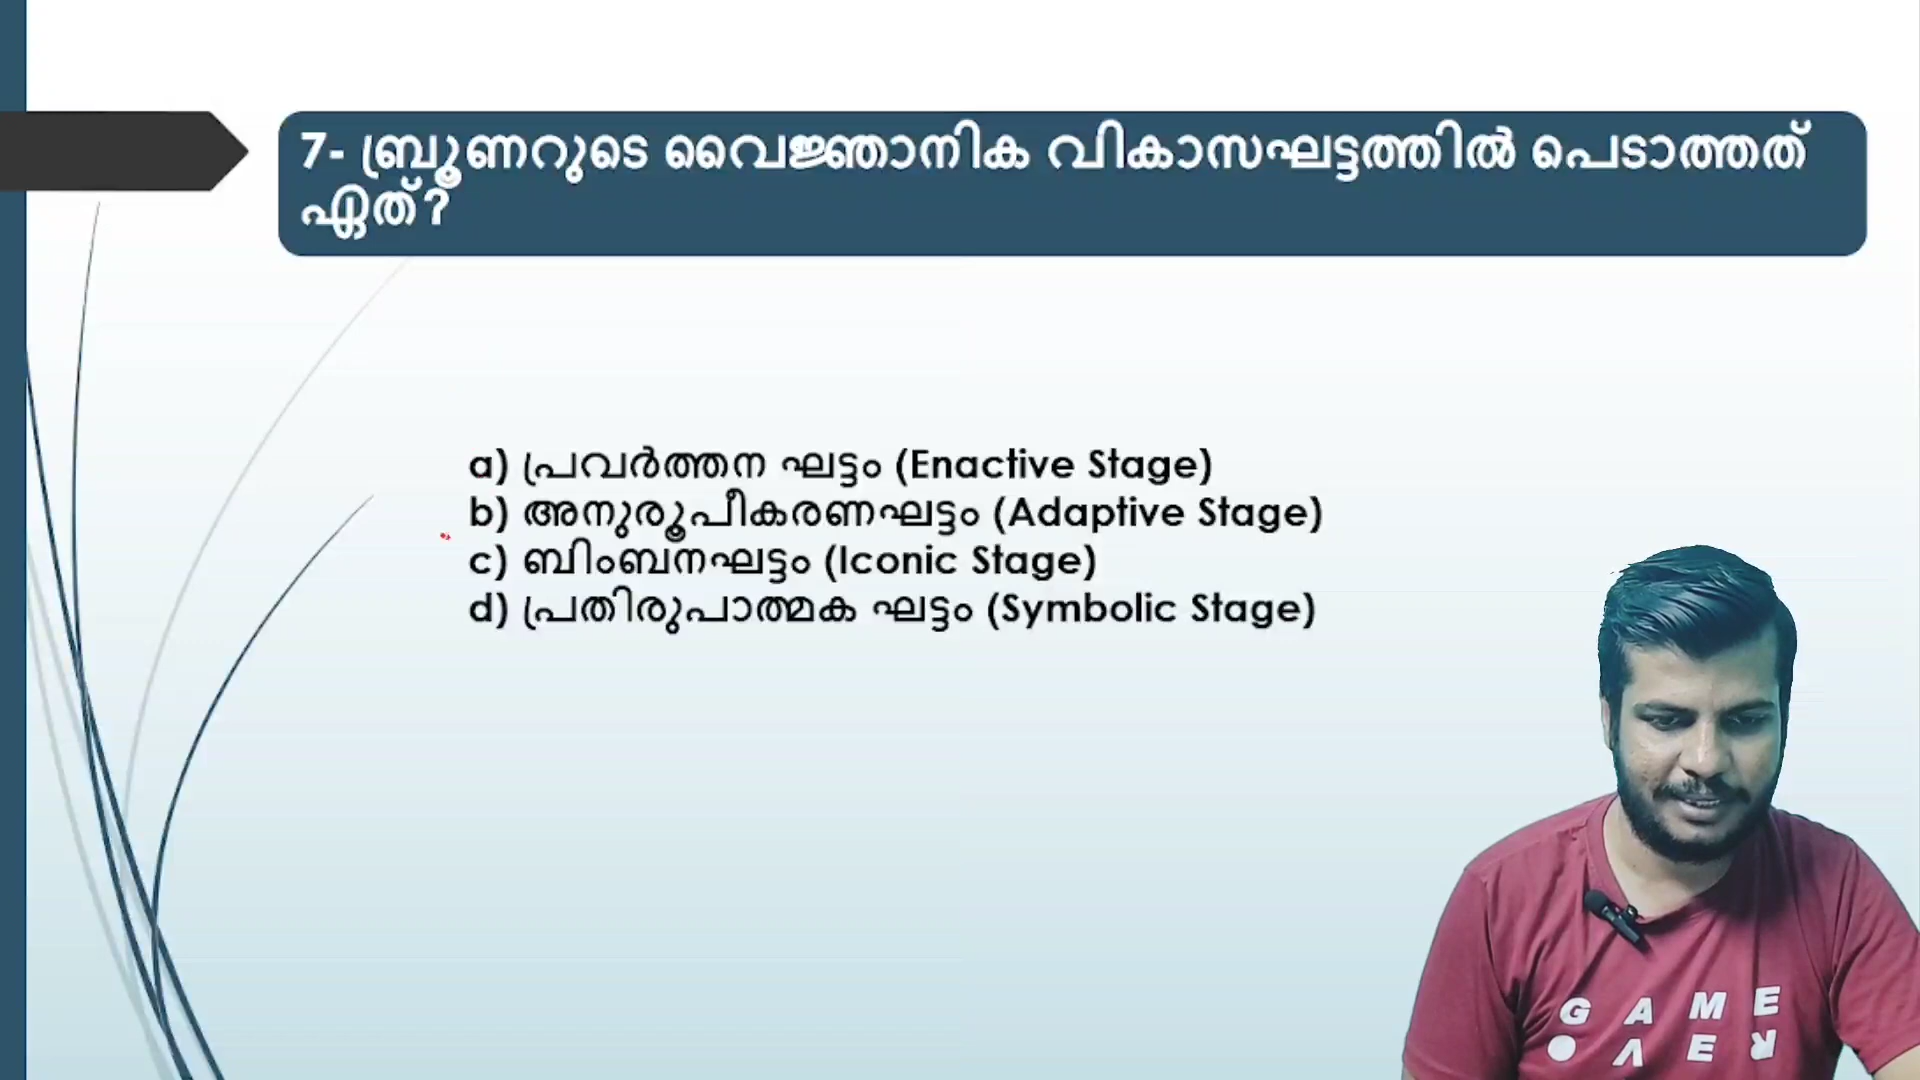 7- ബ്രൂണറുടെ വൈജ്ഞാനിക വികാസഘട്ടത്തിൽ പെടാത്തത്
ഏത്?
a) പ്രവർത്തന ഘട്ടം (Enactive Stage)
b) അനുരൂപീകരണഘട്ടം (Adaptive Stage)
c) ബിംബനഘട്ടം (Iconic Stage)
d) പ്രതിരുപാത്മക ഘട്ടം (Symbolic Stage)
GAME
OVER